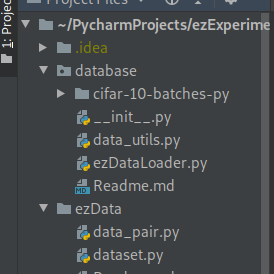 1: Project
Project Files
~/PycharmProjects/ezExperime
.idea
database
cifar-10-batches-py
__init__.py
data_utils.py
ezDataLoader.py
Readme.md
ezData
data_pair.py
dataset.py